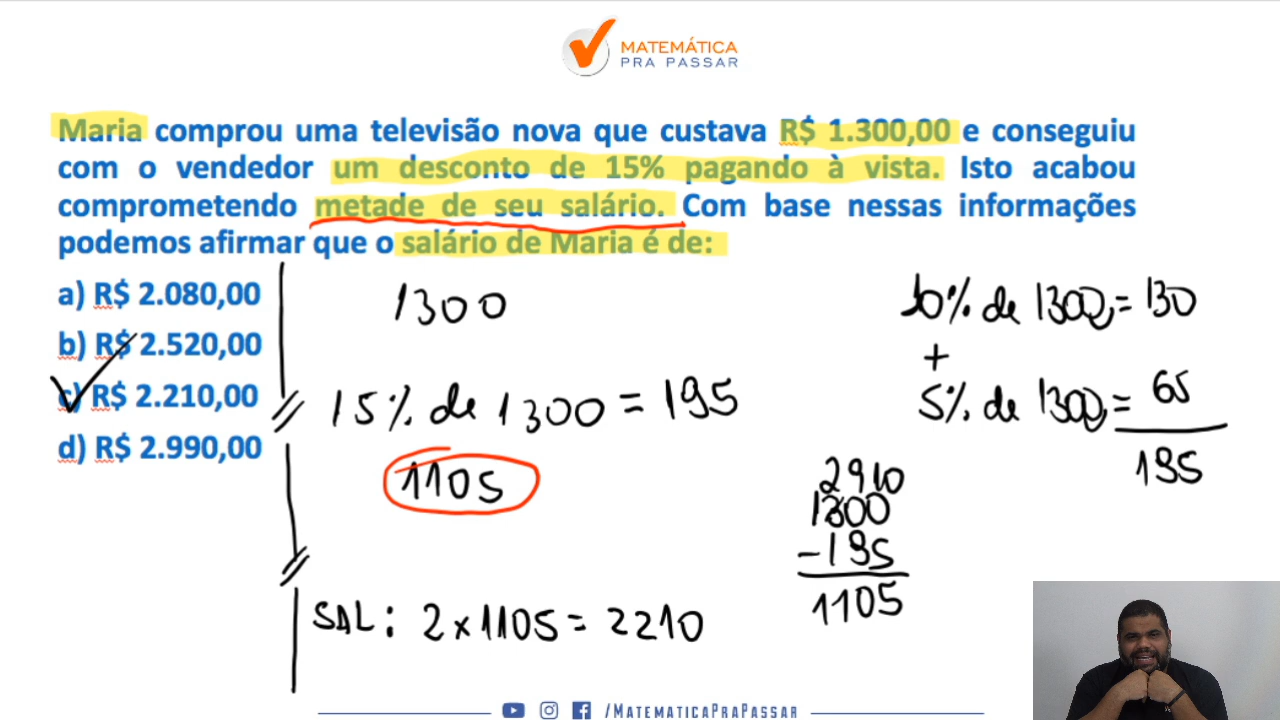 MATEMÁTICA
PRA PASSAR
Maria comprou uma televisão nova que custava R$ 1.300,00 e conseguiu
com o vendedor um desconto de 15% pagando à vista. Isto acabou
comprometendo metade de seu salário. Com base nessas informações
podemos afirmar que o salário de Maria é de:
a) R$ 2.080,00
b) R$ 2.520,00
c) R$ 2.210,00
d) R$ 2.990,00
1300
15% de 1300 = 195
1105
SAL: 2 x 1105 = 2210
10% de 1300 = 130
+
5% de 1300 = 65
195
2910
1300
-195
1105
/MATEMATICAPRAPASSAR